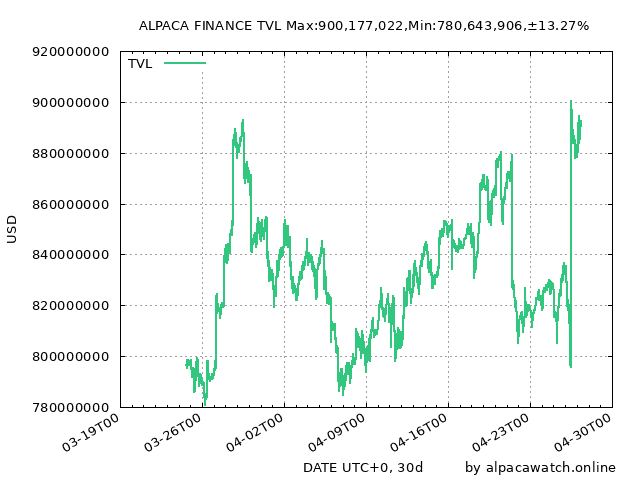 ALPACA FINANCE TVL Max:900,177,022,Min:780,643,906,±13.27%
TVL
920000000
900000000
880000000
860000000
840000000
820000000
800000000
780000000
USD
03-19T00
03-26T00
04-02T00
04-09T00
04-16T00
04-23T00
04-30T00
DATE UTC+0, 30d
by alpacawatch.online